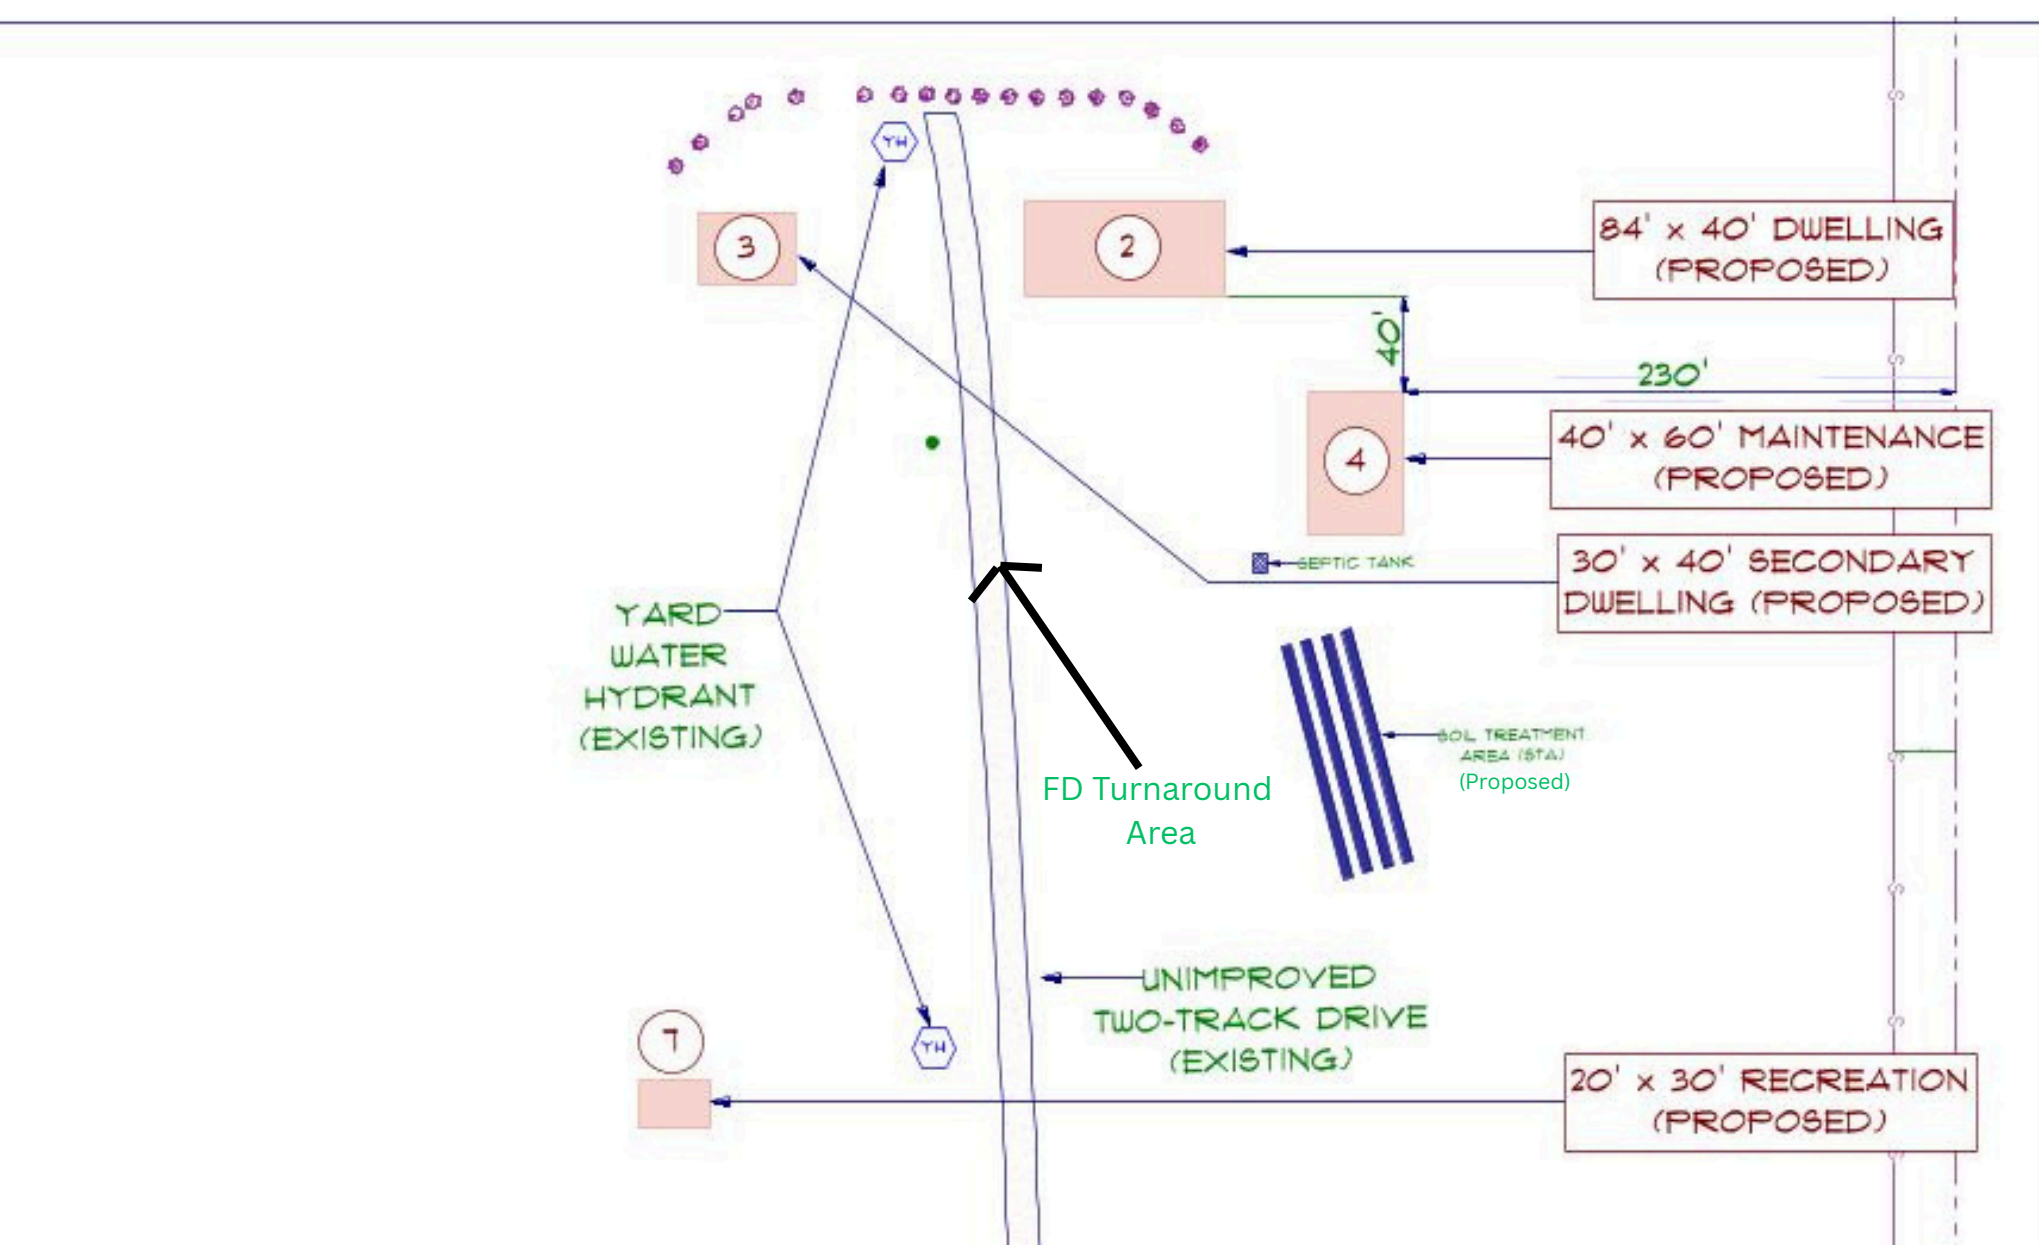 YH
3
2
84' x 40' DWELLING
(PROPOSED)
40'
230'
4
40' x 60' MAINTENANCE
(PROPOSED)
SEPTIC TANK
30' x 40' SECONDARY
DWELLING (PROPOSED)
YARD
WATER
HYDRANT
(EXISTING)
SOIL TREATMENT
AREA (STA)
(Proposed)
FD Turnaround
Area
UNIMPROVED
TWO-TRACK DRIVE
(EXISTING)
7
YH
20' x 30' RECREATION
(PROPOSED)